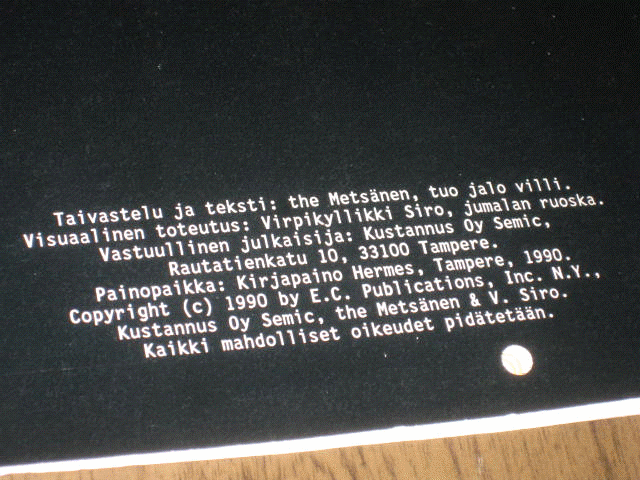 Taivastelu ja teksti: the Metsänen, tuo jalo villi.
Visuaalinen toteutus: Virpikyllikki Siro, jumalan ruoska.
Vastuullinen julkaisija: Kustannus Oy Semic,
Rautatienkatu 10, 33100 Tampere.
Painopaikka: Kirjapaino Hermes, Tampere, 1990.
Copyright (c) 1990 by E.C. Publications, Inc. N.Y.,
Kustannus Oy Semic, the Metsänen & V. Siro.
Kaikki mahdolliset oikeudet pidätetään.